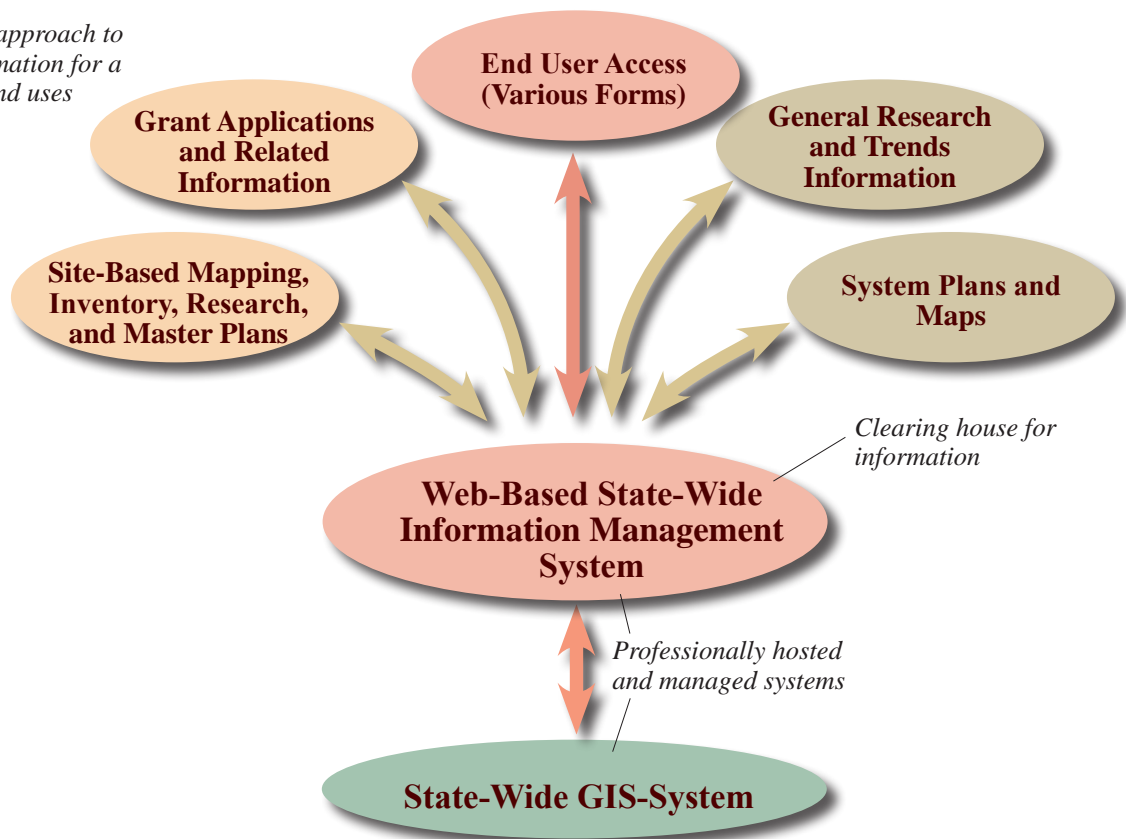 approach to
for a
uses
End User Access
(Various Forms)
Grant Applications
and Related
Information
General Research
and Trends
Information
Site-Based Mapping,
Inventory, Research,
and Master Plans
System Plans and
Maps
Clearing house for
information
Web-Based State-Wide
Information Management
System
Professionally hosted
and managed systems
State-Wide GIS-System